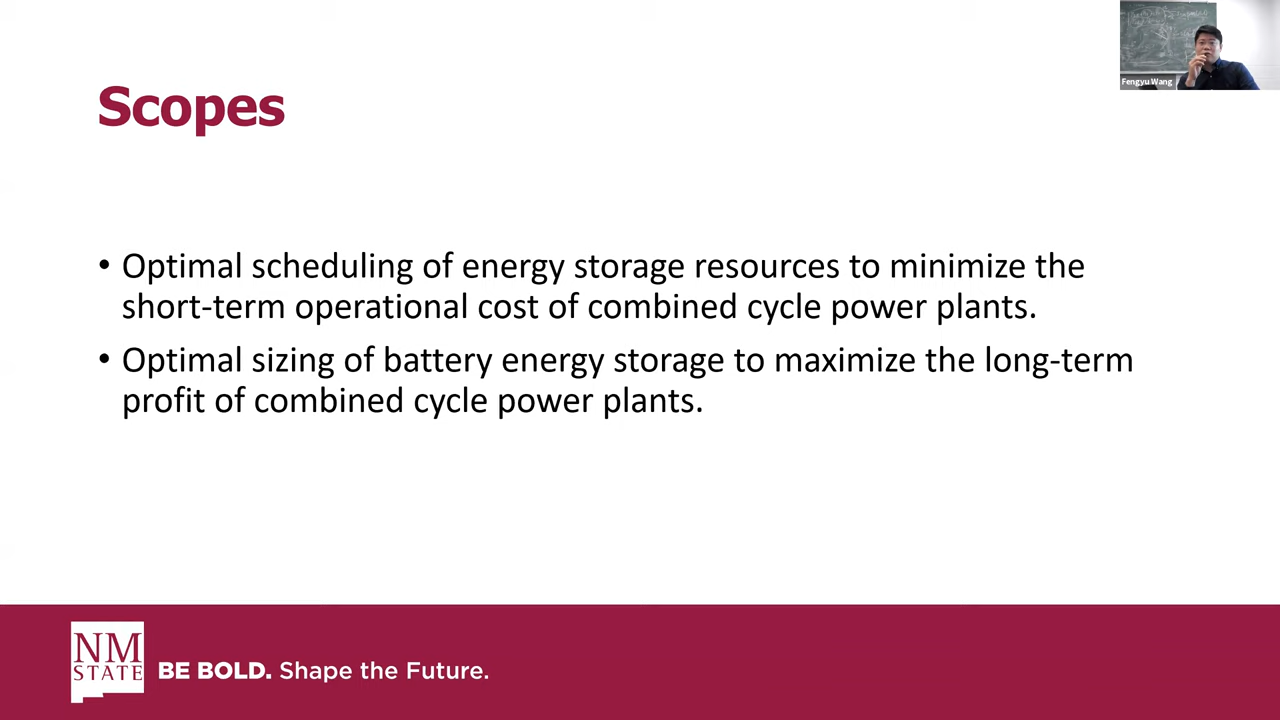 Scopes
Fengyu Wang
• Optimal scheduling of energy storage resources to minimize the
short-term operational cost of combined cycle power plants.
• Optimal sizing of battery energy storage to maximize the long-term
profit of combined cycle power plants.
NM
STATE
BE BOLD. Shape the Future.